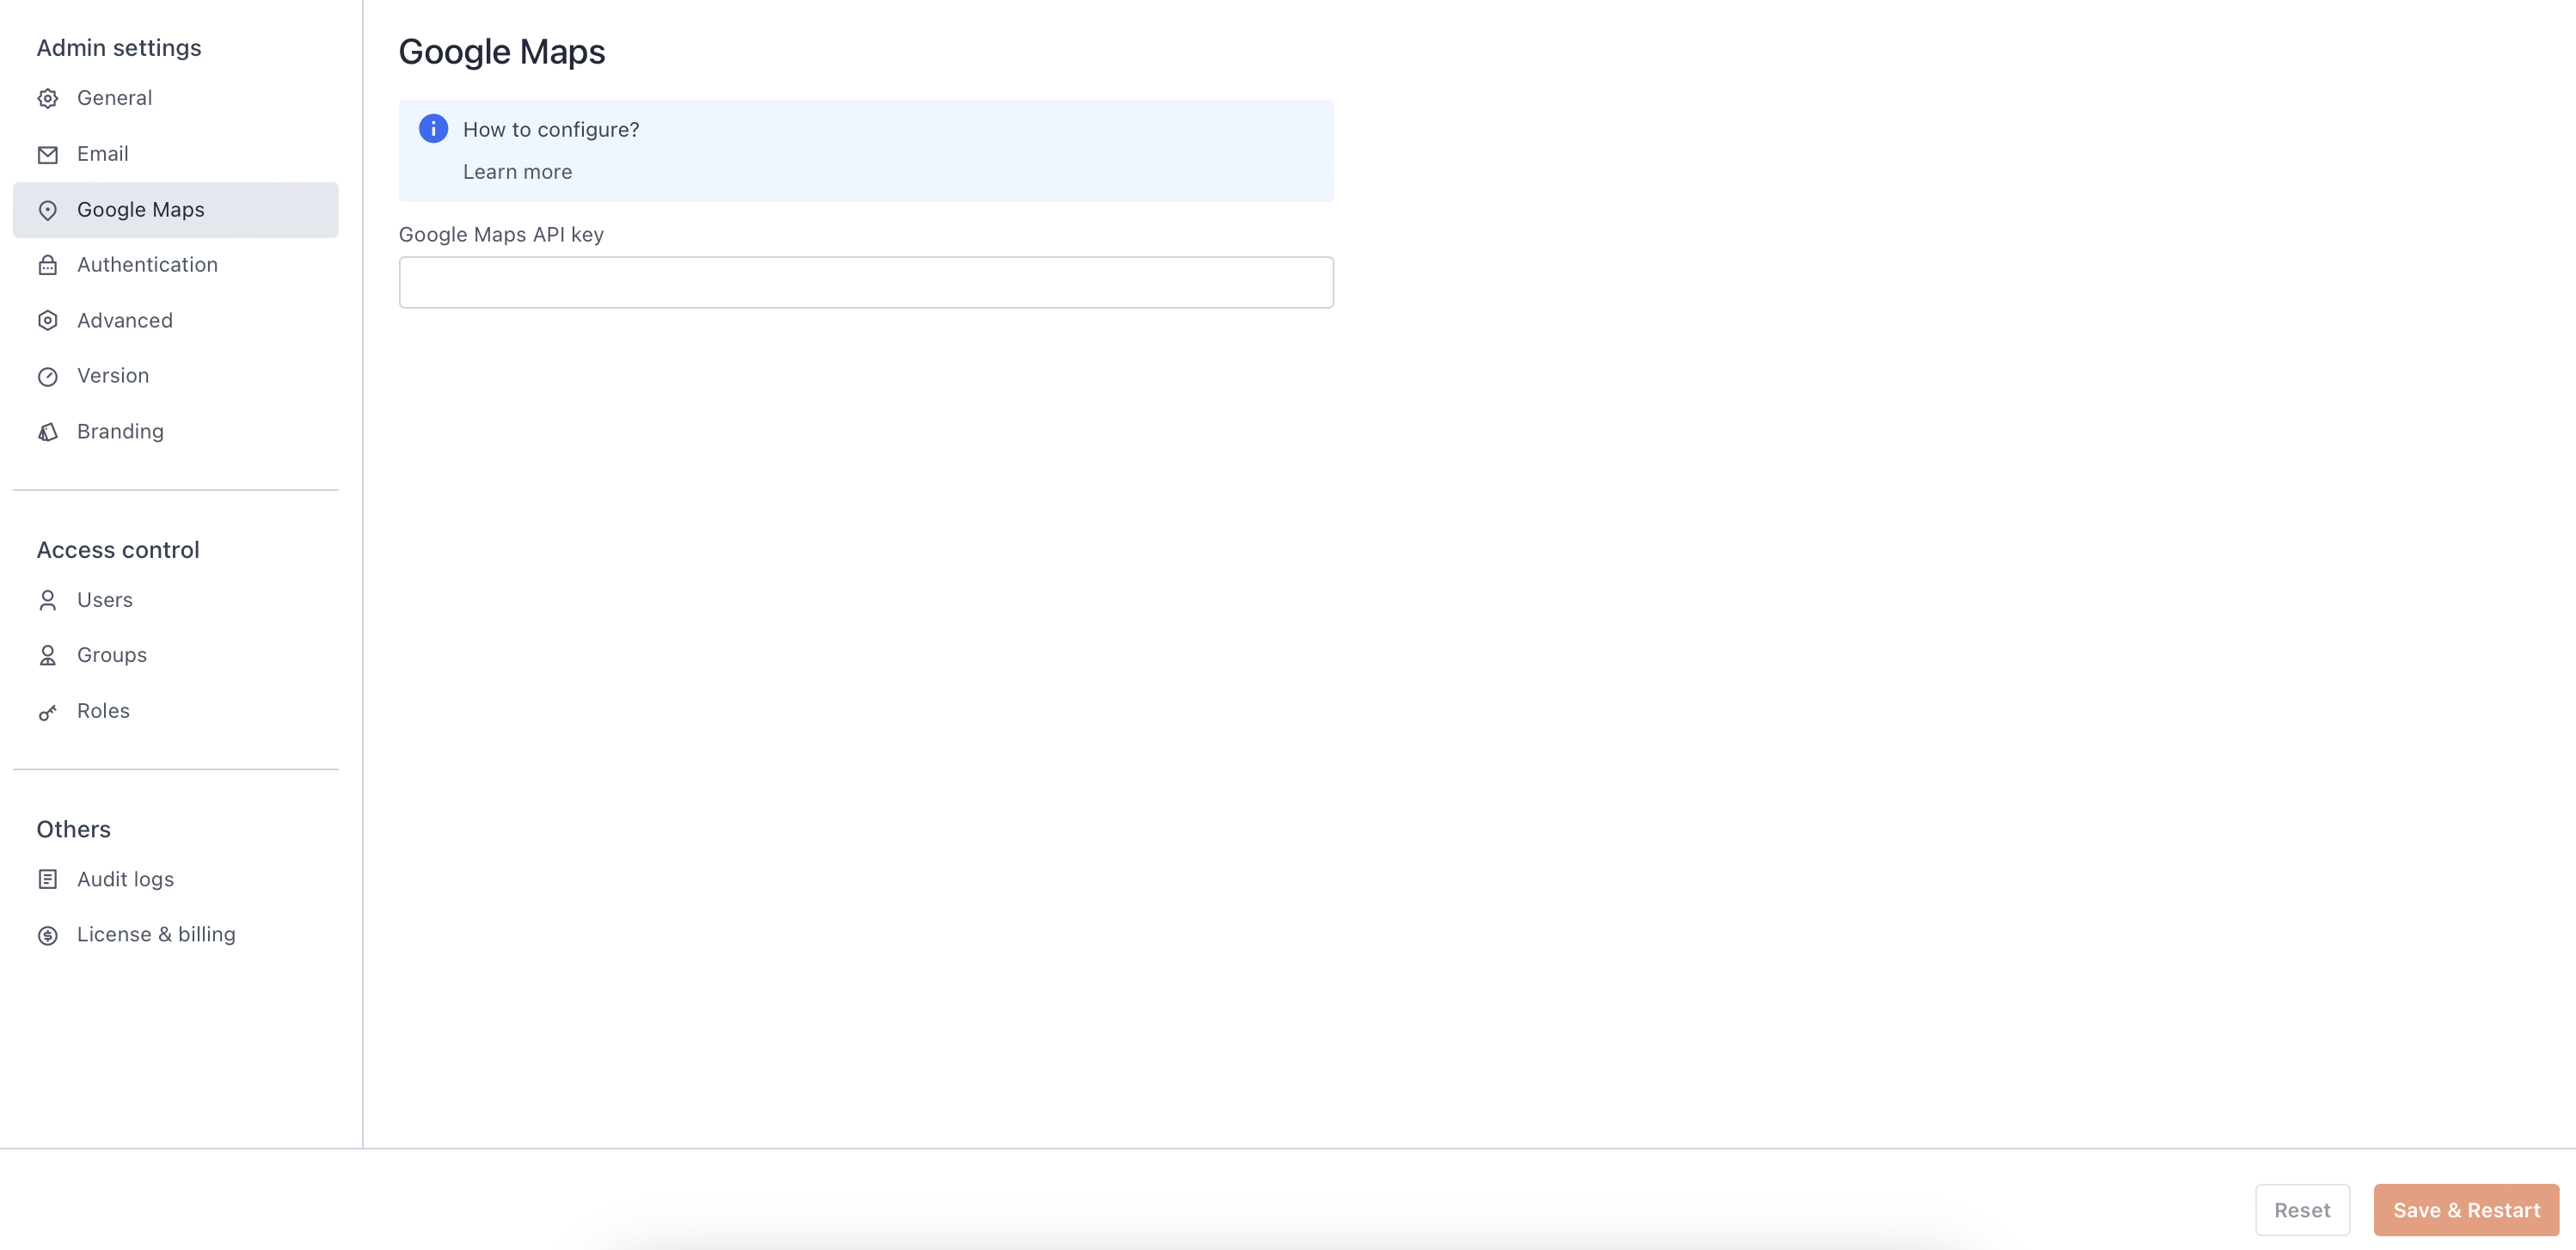 Admin settings
General
Email
Google Maps
Authentication
Advanced
Version
Branding
Access control
Users
Groups
Roles
Others
Audit logs
License & billing
Google Maps
How to configure?
Learn more
Google Maps API key
Reset
Save & Restart